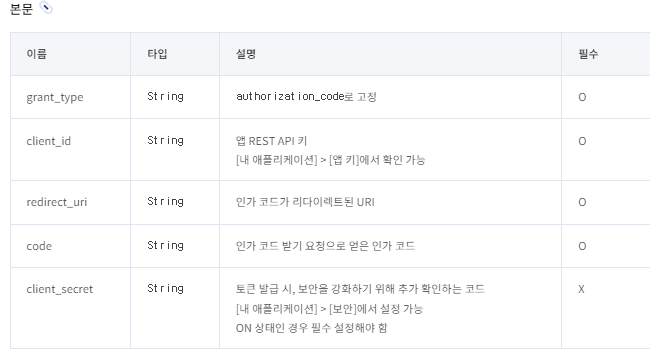 본문
이름 타입 설명 필수
grant_type String authorization_code로 고정 O
client_id String 앱 REST API 키 O
[내 애플리케이션] > [앱 키]에서 확인 가능
redirect_uri String 인가 코드가 리다이렉트된 URI O
code String 인가 코드 받기 요청으로 얻은 인가 코드 O
client_secret String 토큰 발급 시, 보안을 강화하기 위해 추가 확인하는 코드 X
[내 애플리케이션] > [보안]에서 설정 가능
ON 상태인 경우 필수 설정해야 함